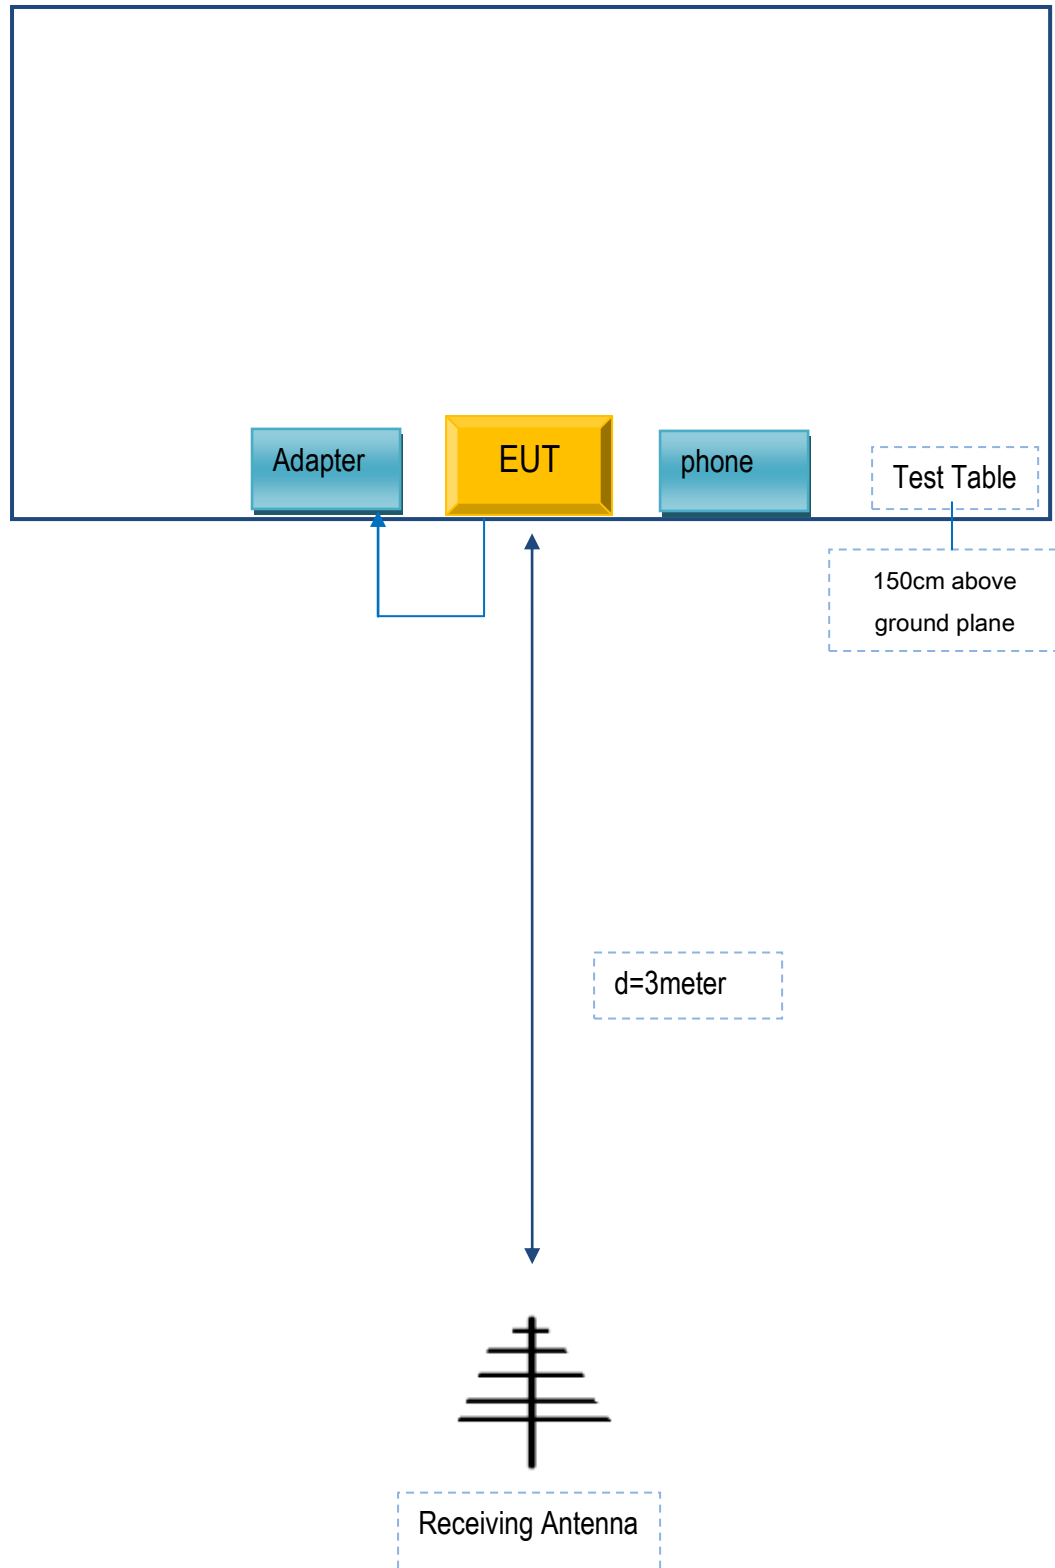 Adapter
EUT
phone
Test Table
150cm above
ground plane
d=3meter
Receiving Antenna